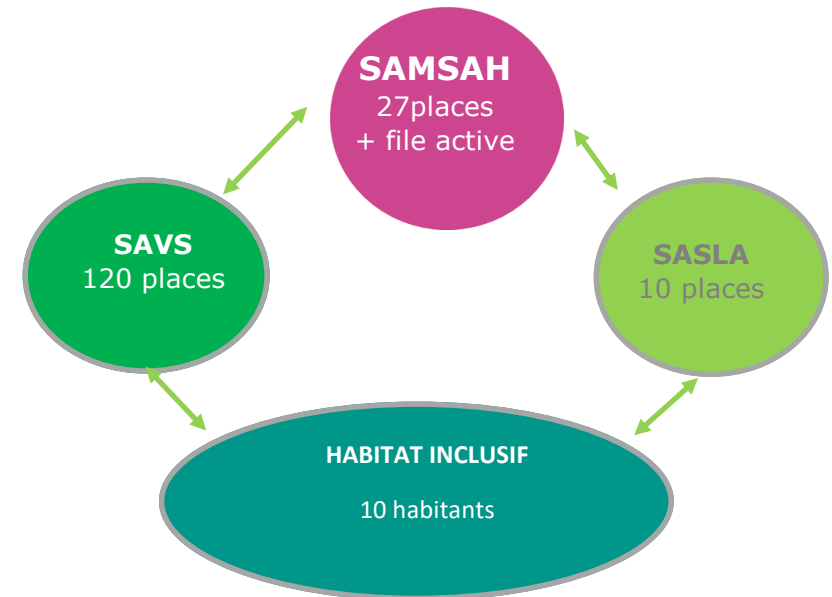 SAMSAH
27places
+ file active
SAVS
120 places
SASLA
10 places
HABITAT INCLUSIF
10 habitants